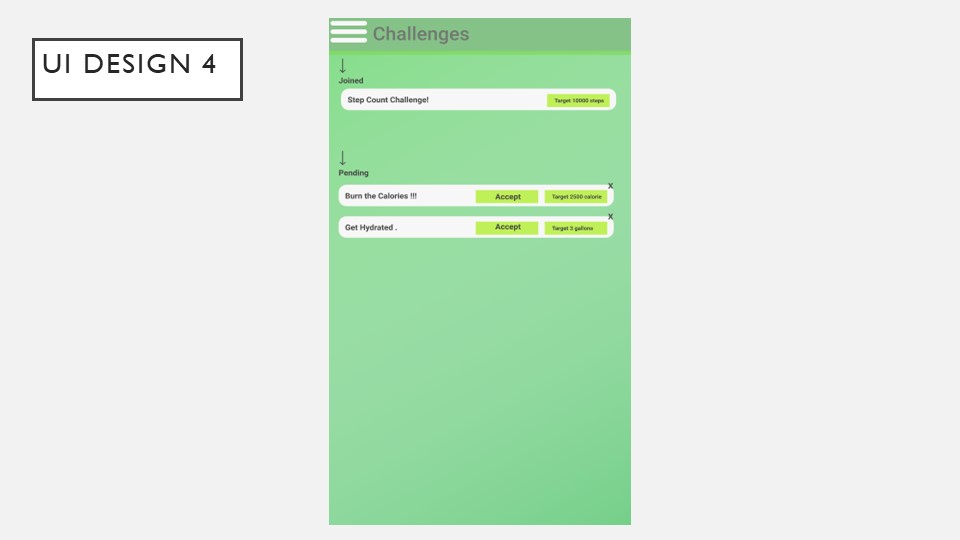 UI DESIGN 4
Challenges
Joined
Step Count Challenge! Target 10000 steps
Pending
X
Burn the Calories !!! Accept Target 2500 calorie
X
Get Hydrated . Accept Target 3 gallons